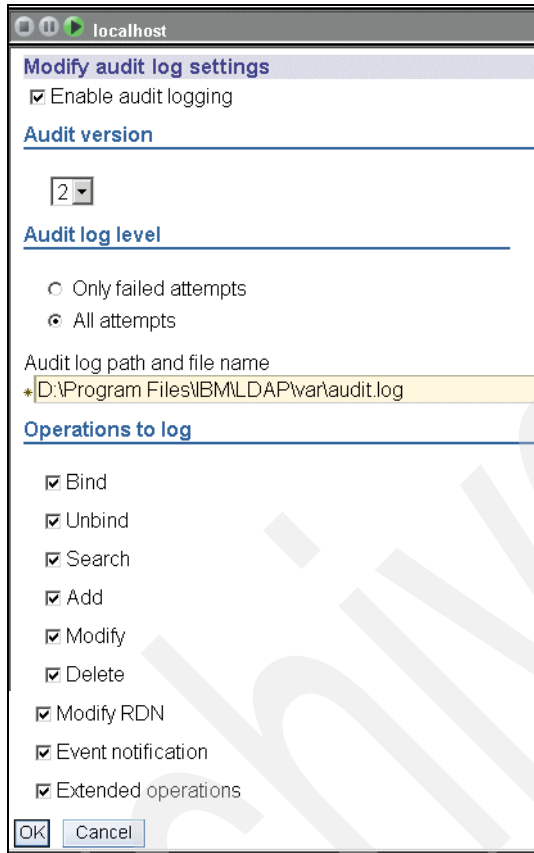 localhost
Modify audit log settings
Enable audit logging
Audit version
2
Audit log level
Only failed attempts
All attempts
Audit log path and file name
*D:\Program Files\IBM\LDAP\var\audit.log
Operations to log
Bind
Unbind
Search
Add
Modify
Delete
Modify RDN
Event notification
Extended operations
OK Cancel